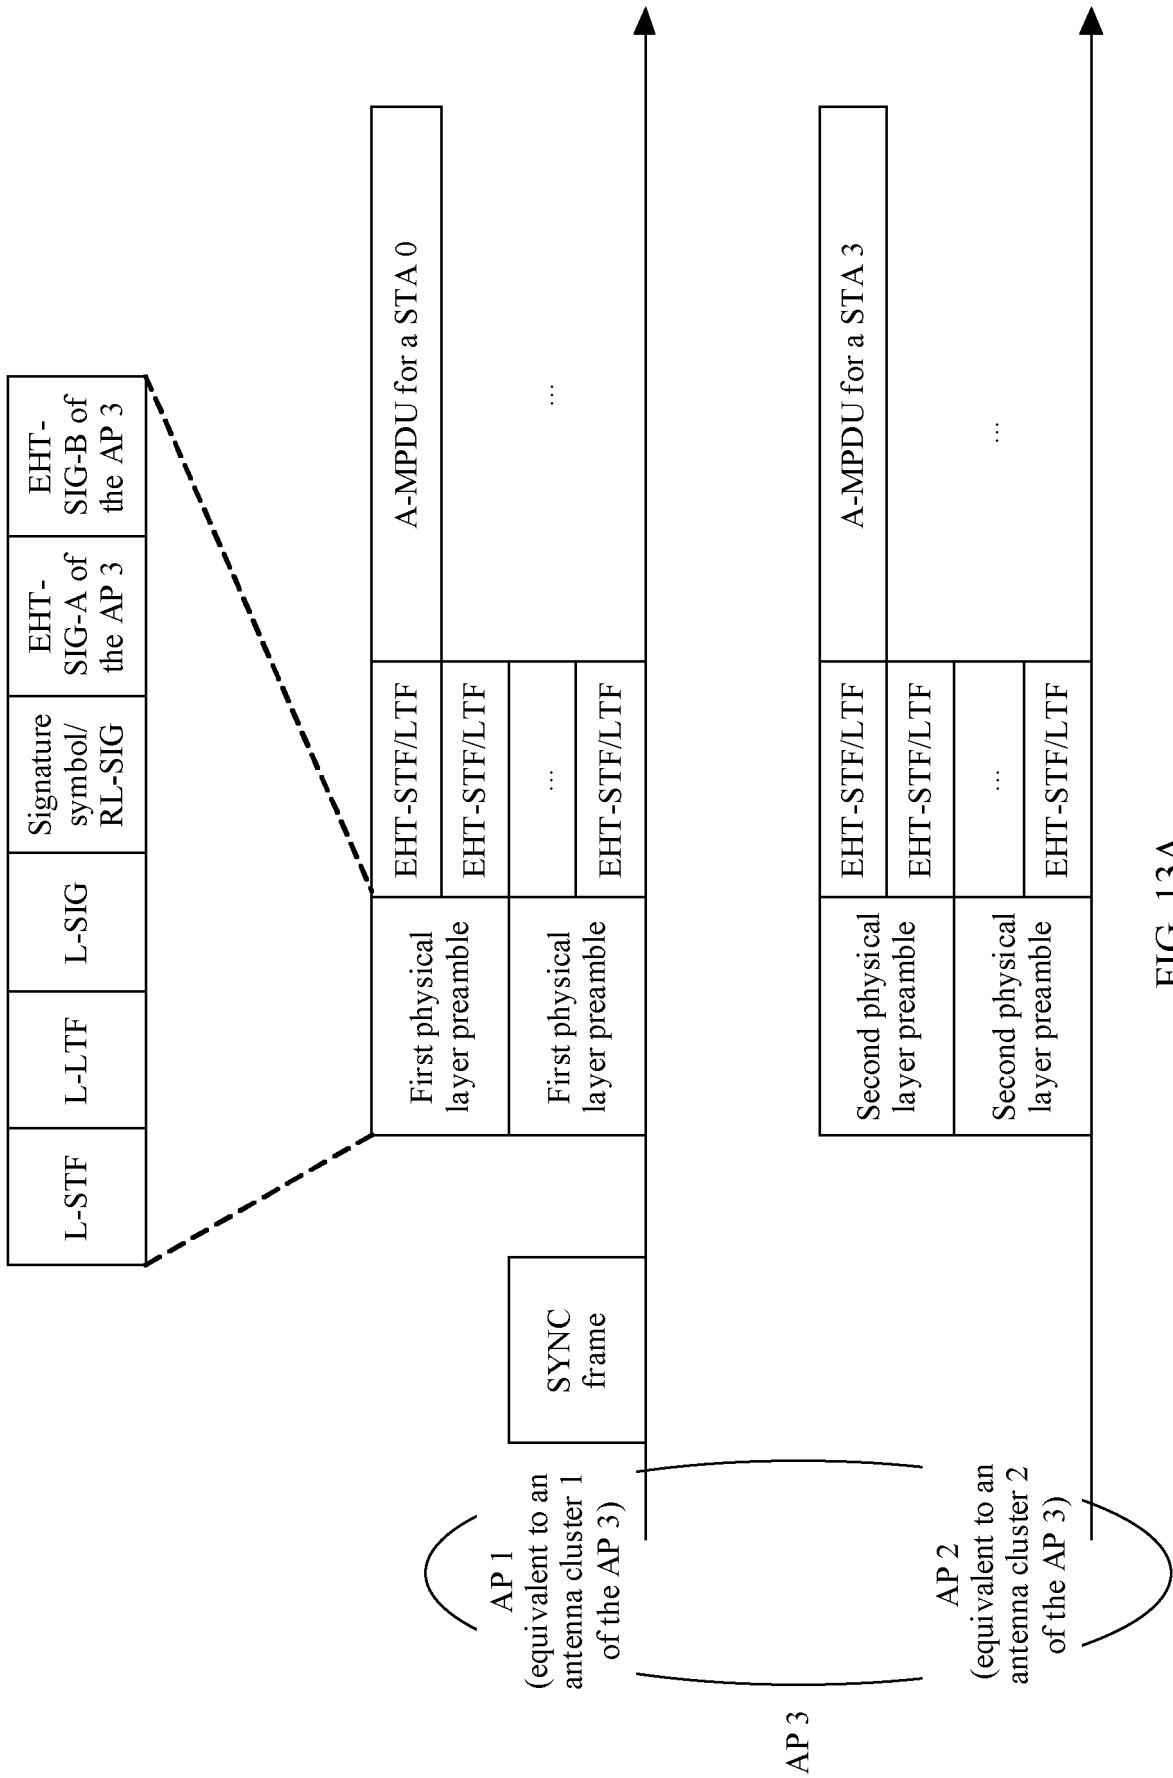 L-STF
L-LTF
L-SIG
Signature
symbol/
RL-SIG
EHT-
SIG-A of
the AP 3
EHT-
SIG-B of
the AP 3
AP 3
AP 1
(equivalent to an
antenna cluster 1
of the AP 3)
SYNC
frame
First physical
layer preamble
First physical
layer preamble
EHT-STF/LTF
EHT-STF/LTF
...
EHT-STF/LTF
A-MPDU for a STA 0
...
AP 2
(equivalent to an
antenna cluster 2
of the AP 3)
Second physical
layer preamble
Second physical
layer preamble
EHT-STF/LTF
EHT-STF/LTF
...
EHT-STF/LTF
A-MPDU for a STA 3
...
FIG. 13A